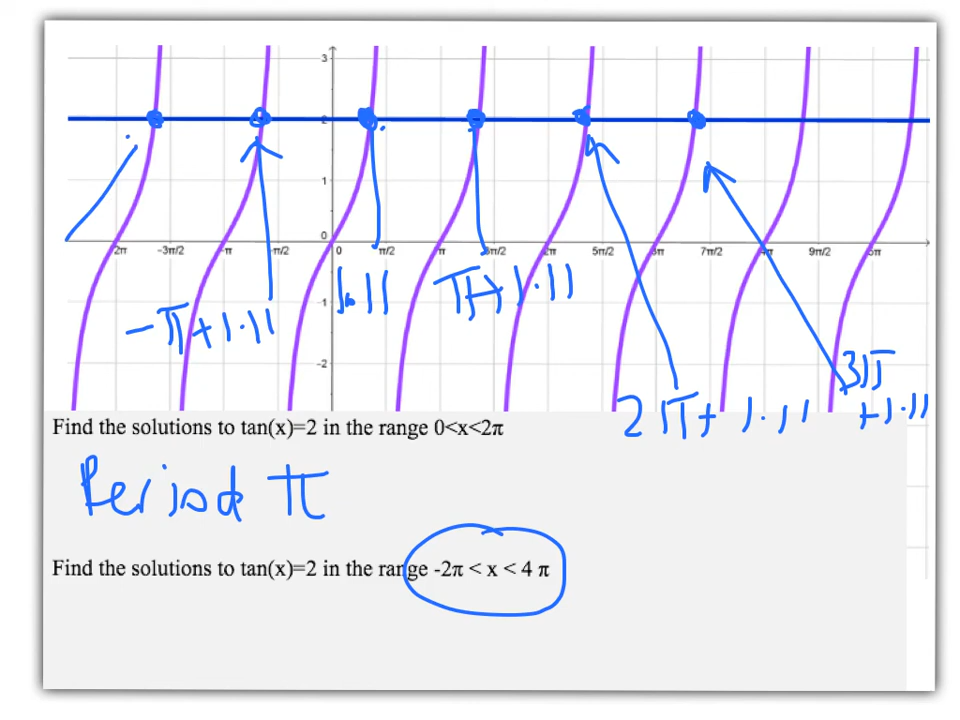 3
2
1
0
2π -3π/2 -π π/2 0 π/2 π 3π/2 2π 5π/2 3π 7π/2 4π 9π/2 5π
-1
-2
-π+1.11
1.11
π+1.11
2π+1.11
3π
+1.11
Find the solutions to tan(x)=2 in the range 0<x<2π
Period π
Find the solutions to tan(x)=2 in the range -2π < x < 4 π